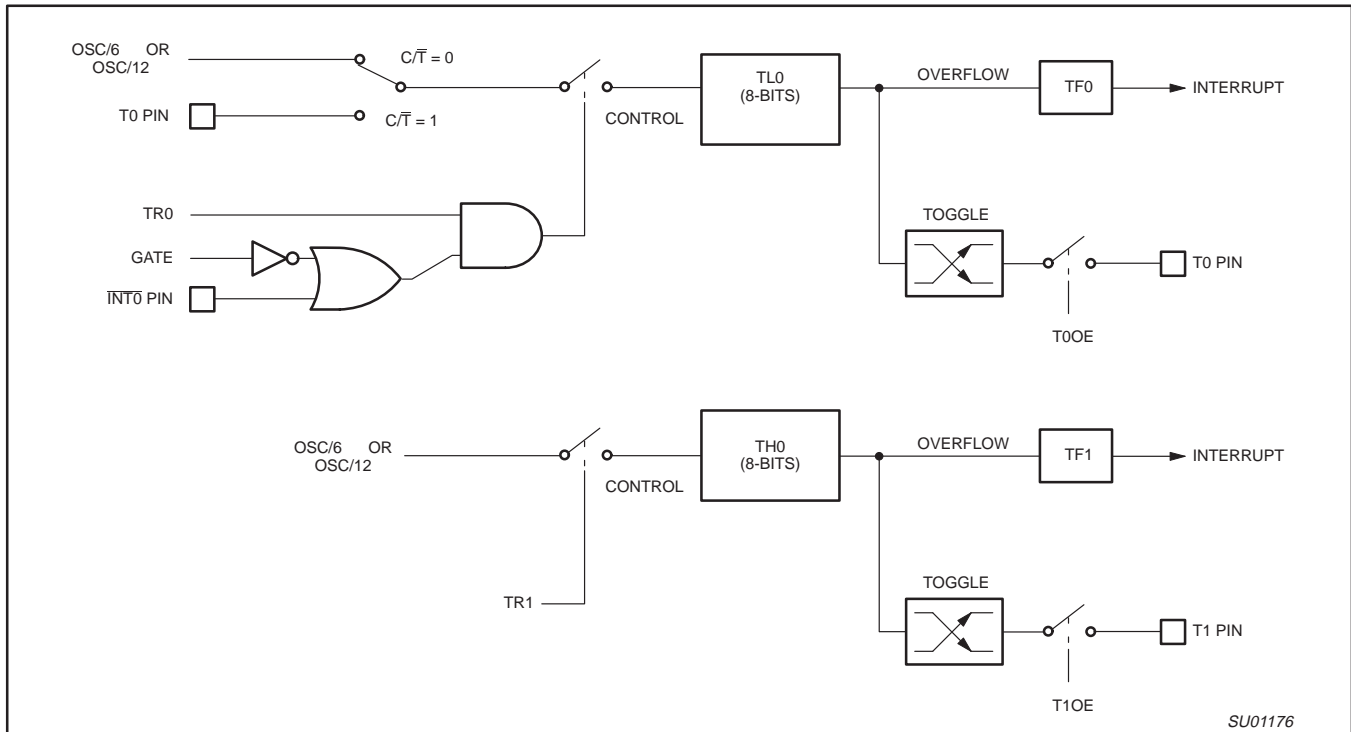 OSC/6 OR
OSC/12
C/T̅ = 0
TL0
(8-BITS)
OVERFLOW
TF0
INTERRUPT
T0 PIN
C/T̅ = 1
CONTROL
TR0
GATE
I̅N̅T̅0̅ PIN
TOGGLE
T0 PIN
T0OE
OSC/6 OR
OSC/12
TH0
(8-BITS)
OVERFLOW
TF1
INTERRUPT
CONTROL
TR1
TOGGLE
T1 PIN
T1OE
SU01176